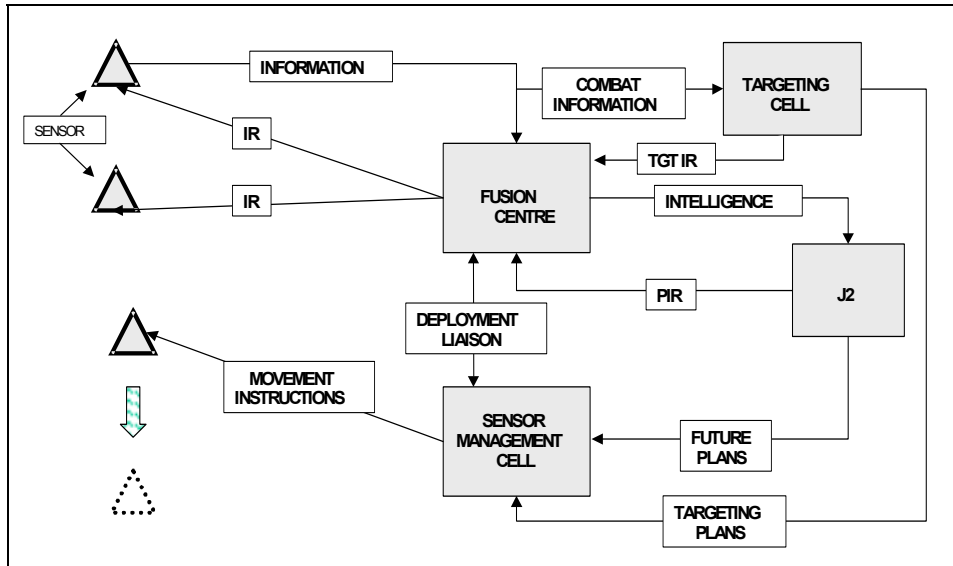 INFORMATION
COMBAT
INFORMATION
TARGETING
CELL
SENSOR
IR
TGT IR
IR
FUSION
CENTRE
INTELLIGENCE
PIR
J2
DEPLOYMENT
LIAISON
MOVEMENT
INSTRUCTIONS
SENSOR
MANAGEMENT
CELL
FUTURE
PLANS
TARGETING
PLANS